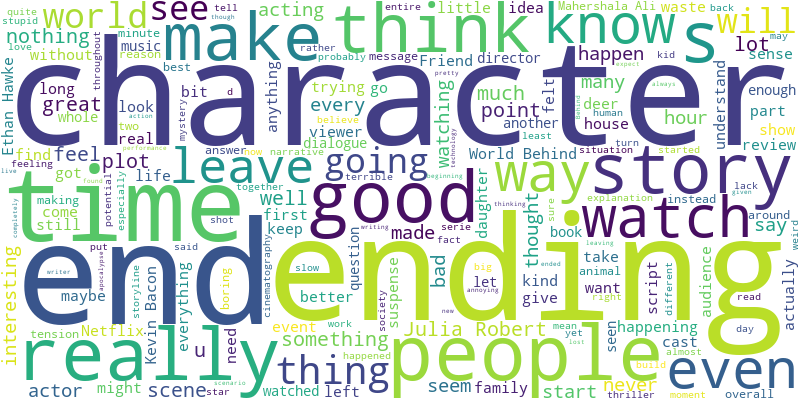 character
ending
end
time
people
story
good
really
think
make
watch
even
way
leave
know
s
world
thing
going
see
will
nothing
without
quite
stupid
reason
minute
music
love
tell
though
acting
entire
message
rather
probably
little
idea
Friend
director
Mahershala Ali
waste
back
may
kid
lot
sense
happen
Ethan Hawke
long
great
whole
look
two
real
mystery
best
action
throughout
d
bit
trying
believe
go
every
viewer
anything
much
point
felt
pretty
human
many
deer
hour
always
expect
Behind
understand
enough
part
show
review
find
feel
plot
feeling
got
life
performance
answer
now
narrative
dialogue
another
house
least
technology
watching
World Behind
situation
turn
started
live
making
come
still
completely
found
potential
especially
together
terrible
beginning
well
first
keep
shot
thinking
writing
made
serie
fact
daughter
thought
book
explanation
lack
given
instead
sure
around
say
weird
interesting
maybe
put
writer
apocalypse
said
everything
storyline
Kevin Bacon
boring
cinematography
slow
better
question
suspense
society
big
let
annoying
bad
leaving
ended
kind
give
take
animal
want
right
script
different
audience
read
day
actually
tension
Netflix
event
u
need
work
happened
something
Julia Robert
new
mean
yet
seen
happening
cast
almost
lost
actor
might
scene
star
scenario
watched
left
seem
family
start
never
build
thriller
moment
overall